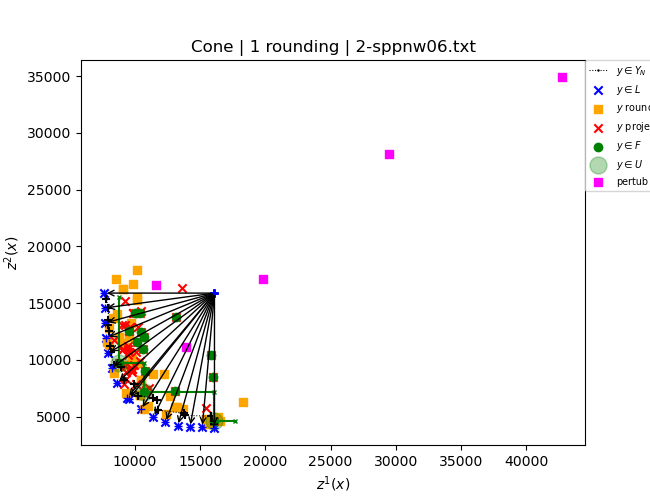 Cone | 1 rounding | 2-sppnw06.txt
z²(x)
35000
30000
25000
20000
15000
10000
5000
10000 15000 20000 25000 30000 35000 40000
z¹(x)
y ∈ Y_N
y ∈ L
y roun
y proje
y ∈ F
y ∈ U
pertub